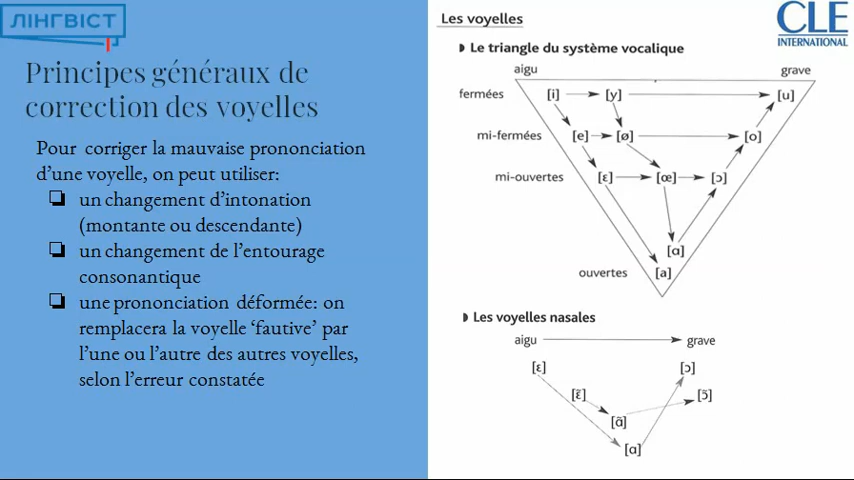 ЛІНГВІСТ
Principes généraux de
correction des voyelles
Pour corriger la mauvaise prononciation
d'une voyelle, on peut utiliser:
un changement d'intonation
(montante ou descendante)
un changement de l'entourage
consonantique
une prononciation déformée: on
remplacera la voyelle 'fautive' par
l'une ou l'autre des autres voyelles,
selon l'erreur constatée
Les voyelles
CLE
INTERNATIONAL
Le triangle du système vocalique
aigu grave
fermées [i] [y] [u]
mi-fermées [e] [ø] [o]
mi-ouvertes [ɛ] [œ] [ɔ]
[ɑ]
ouvertes [a]
Les voyelles nasales
aigu grave
[ɛ] [ɔ]
[ɛ̃] [ɔ̃]
[ɑ̃]
[ɑ]